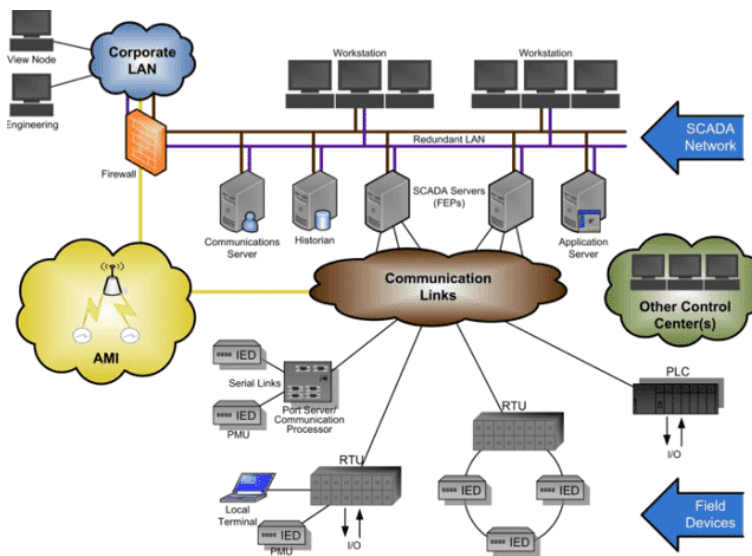 View Node
Engineering
Corporate
LAN
Workstation
Workstation
Redundant LAN
SCADA
Network
Firewall
Communications
Server
Historian
SCADA Servers
(FEPs)
Application
Server
AMI
Communication
Links
Other Control
Center(s)
IED
Serial Links
IED
PMU
Port Server/
Communication
Processor
RTU
Local
Terminal
IED
PMU
I/O
RTU
IED
IED
IED
PLC
I/O
Field
Devices